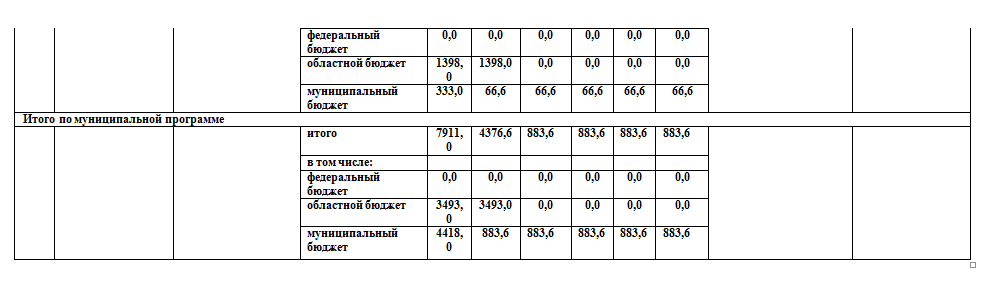 федеральный бюджет 0,0 0,0 0,0 0,0 0,0 0,0
областной бюджет 1398,0 1398,0 0,0 0,0 0,0 0,0
муниципальный бюджет 333,0 66,6 66,6 66,6 66,6 66,6
Итого по муниципальной программе
итого 7911,0 4376,6 883,6 883,6 883,6 883,6
в том числе:
федеральный бюджет 0,0 0,0 0,0 0,0 0,0 0,0
областной бюджет 3493,0 3493,0 0,0 0,0 0,0 0,0
муниципальный бюджет 4418,0 883,6 883,6 883,6 883,6 883,6